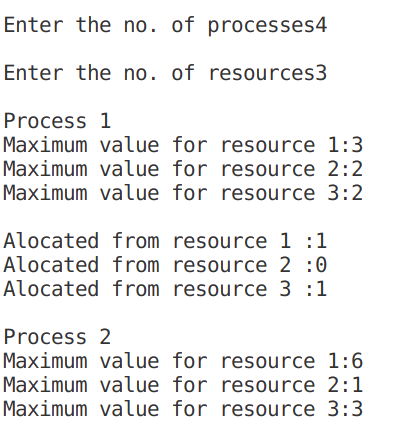 Enter the no. of processes4
Enter the no. of resources3
Process 1
Maximum value for resource 1:3
Maximum value for resource 2:2
Maximum value for resource 3:2
Alocated from resource 1 :1
Alocated from resource 2 :0
Alocated from resource 3 :1
Process 2
Maximum value for resource 1:6
Maximum value for resource 2:1
Maximum value for resource 3:3